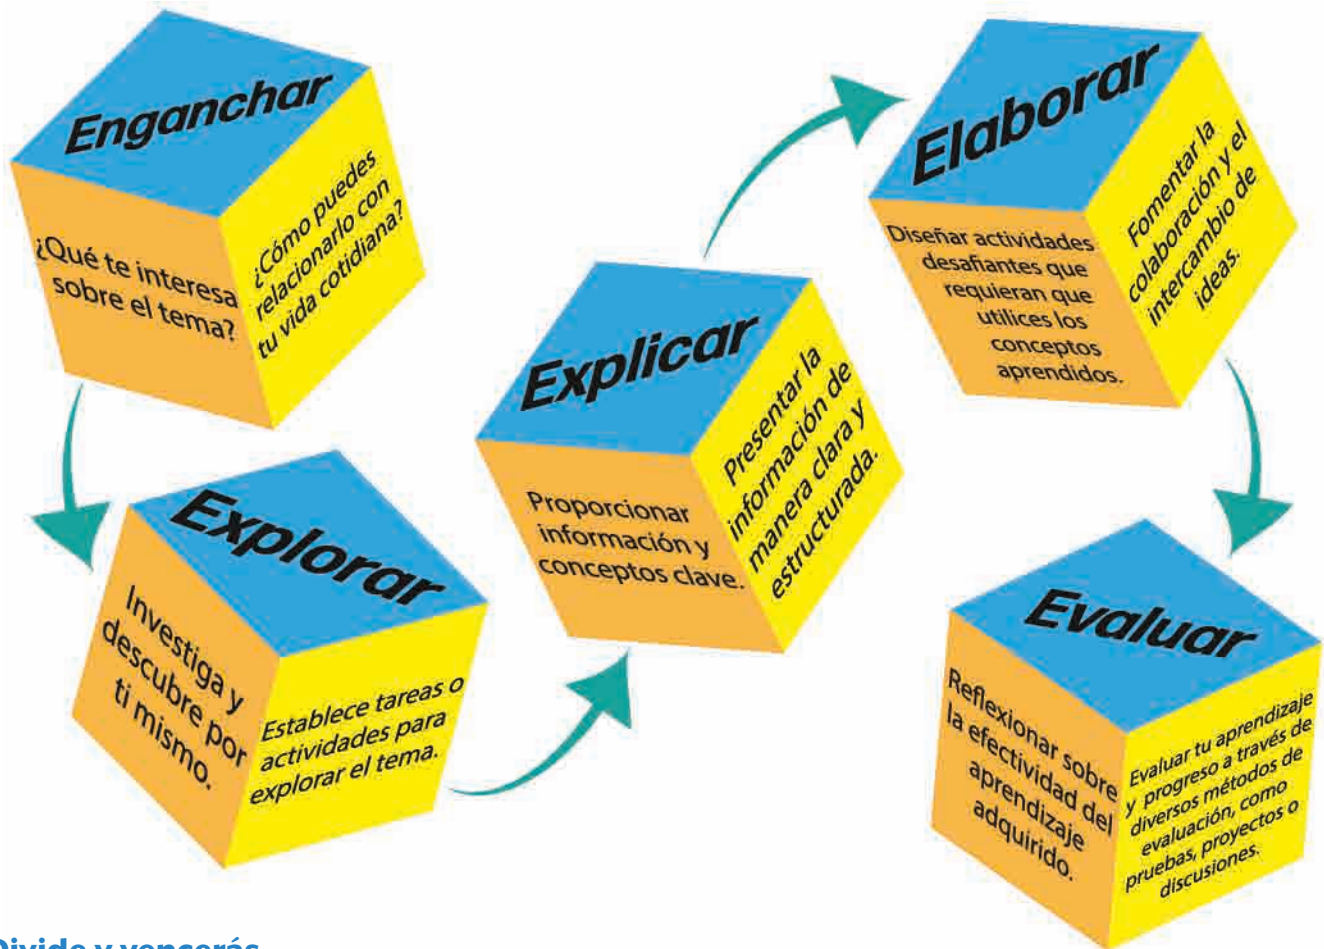 Enganchar
¿Qué te interesa
sobre el tema?
¿Cómo puedes
relacionarlo con
tu vida cotidiana?
Explorar
Investiga y
descubre por
ti mismo.
Establece tareas o
actividades para
explorar el tema.
Explicar
Proporcionar
información y
conceptos clave.
Presentar la
información de
manera clara y
estructurada.
Elaborar
Diseñar actividades
desafiantes que
requieran que
utilices los
conceptos
aprendidos.
Fomentar la
colaboración y el
intercambio de
ideas.
Evaluar
Reflexionar sobre
la efectividad del
aprendizaje
adquirido.
Evaluar tu aprendizaje
y progreso a través de
diversos métodos de
evaluación, como
pruebas, proyectos o
discusiones.
Divide y vencerás